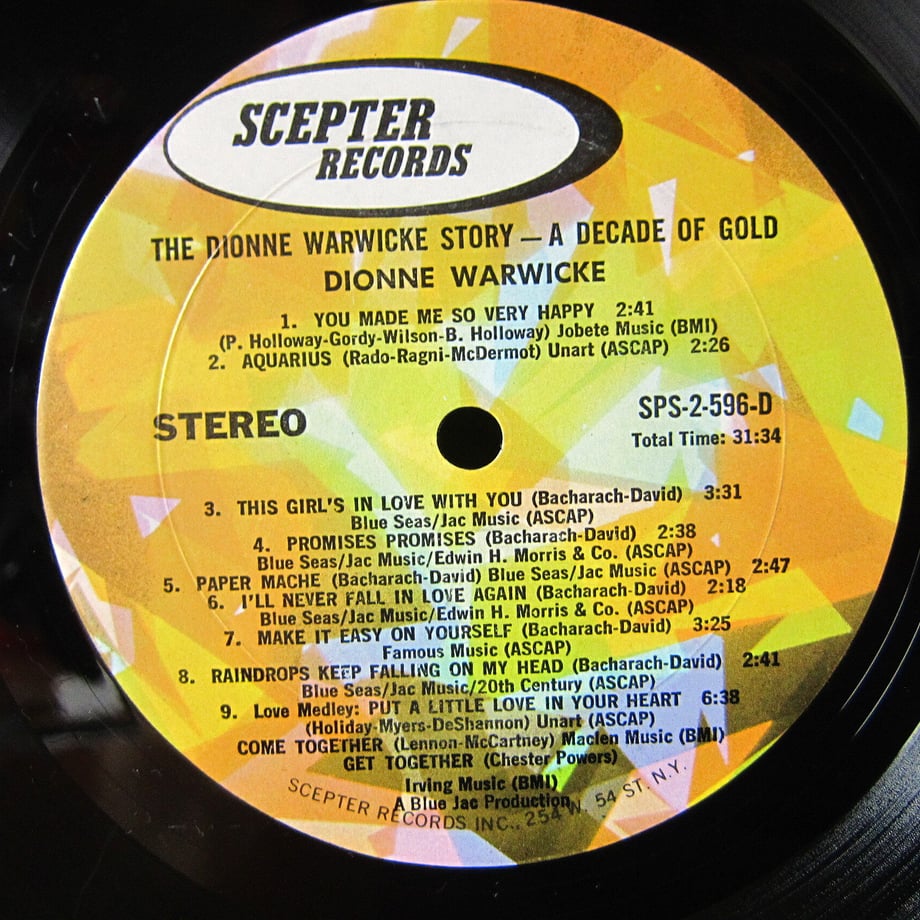 SCEPTER
RECORDS
THE DIONNE WARWICKE STORY — A DECADE OF GOLD
DIONNE WARWICKE
1. YOU MADE ME SO VERY HAPPY 2:41
(P. Holloway-Gordy-Wilson-B. Holloway) Jobete Music (BMI)
2. AQUARIUS (Rado-Ragni-McDermot) Unart (ASCAP) 2:26
STEREO
SPS-2-596-D
Total Time: 31:34
3. THIS GIRL'S IN LOVE WITH YOU (Bacharach-David) 3:31
Blue Seas/Jac Music (ASCAP)
4. PROMISES PROMISES (Bacharach-David) 2:38
Blue Seas/Jac Music/Edwin H. Morris & Co. (ASCAP)
5. PAPER MACHE (Bacharach-David) Blue Seas/Jac Music (ASCAP) 2:47
6. I'LL NEVER FALL IN LOVE AGAIN (Bacharach-David) 2:18
Blue Seas/Jac Music/Edwin H. Morris & Co. (ASCAP)
7. MAKE IT EASY ON YOURSELF (Bacharach-David) 3:25
Famous Music (ASCAP)
8. RAINDROPS KEEP FALLING ON MY HEAD (Bacharach-David) 2:41
Blue Seas/Jac Music/20th Century (ASCAP)
9. Love Medley: PUT A LITTLE LOVE IN YOUR HEART 6:38
(Holiday-Myers-DeShannon) Unart (ASCAP)
COME TOGETHER (Lennon-McCartney) Maclen Music (BMI)
GET TOGETHER (Chester Powers)
Irving Music (BMI)
A Blue Jac Production
SCEPTER RECORDS INC., 254 W. 54 ST. N.Y.